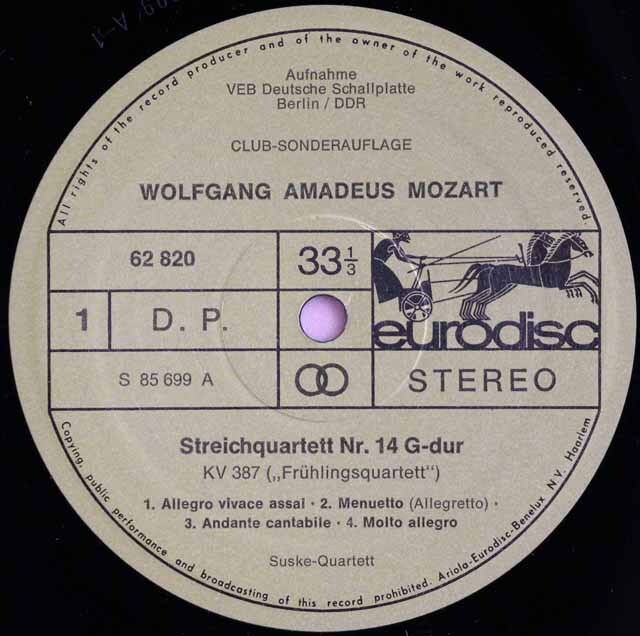 All rights of the record producer and of the owner of the work reproduced reserved.
Aufnahme
VEB Deutsche Schallplatte
Berlin / DDR
CLUB-SONDERAUFLAGE
WOLFGANG AMADEUS MOZART
62 820
33 1/3
1
D. P.
eurodisc
S 85 699 A
STEREO
Streichquartett Nr. 14 G-dur
KV 387 („Frühlingsquartett“)
1. Allegro vivace assai · 2. Menuetto (Allegretto) ·
3. Andante cantabile · 4. Molto allegro
Suske-Quartett
Copying, public performance and broadcasting of this record prohibited. Ariola-Eurodisc-Benelux N.V. Haarlem